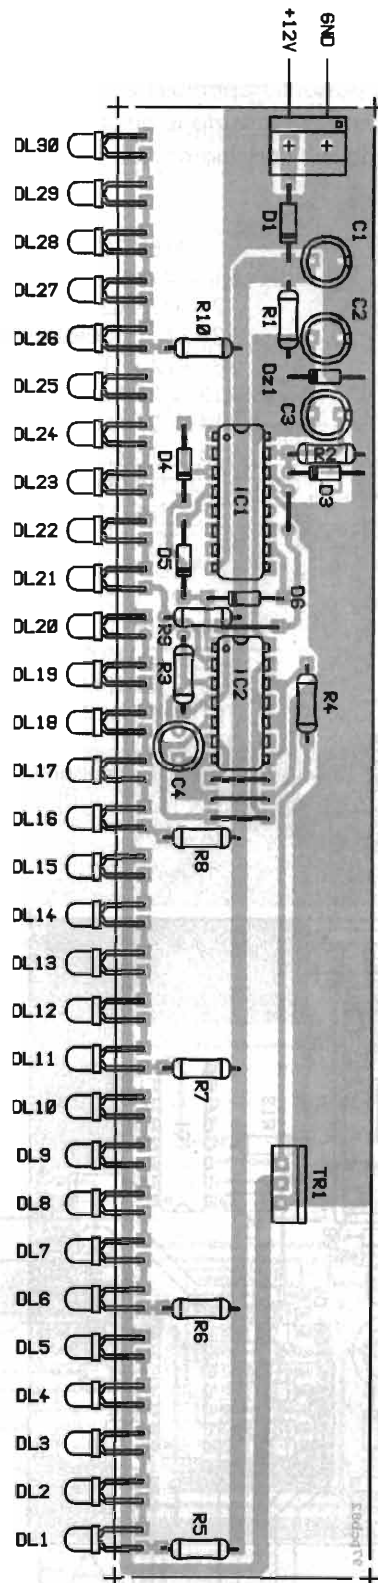 +12V
GND
DL30
DL29
DL28
DL27
DL26
DL25
DL24
DL23
DL22
DL21
DL20
DL19
DL18
DL17
DL16
DL15
DL14
DL13
DL12
DL11
DL10
DL9
DL8
DL7
DL6
DL5
DL4
DL3
DL2
DL1
+
+
D1
C1
R1
C2
R10
Dz1
C3
R2
D3
D4
IC1
D5
D6
R9
R3
IC2
R4
C4
R8
R7
TR1
R6
R5
97pcb82